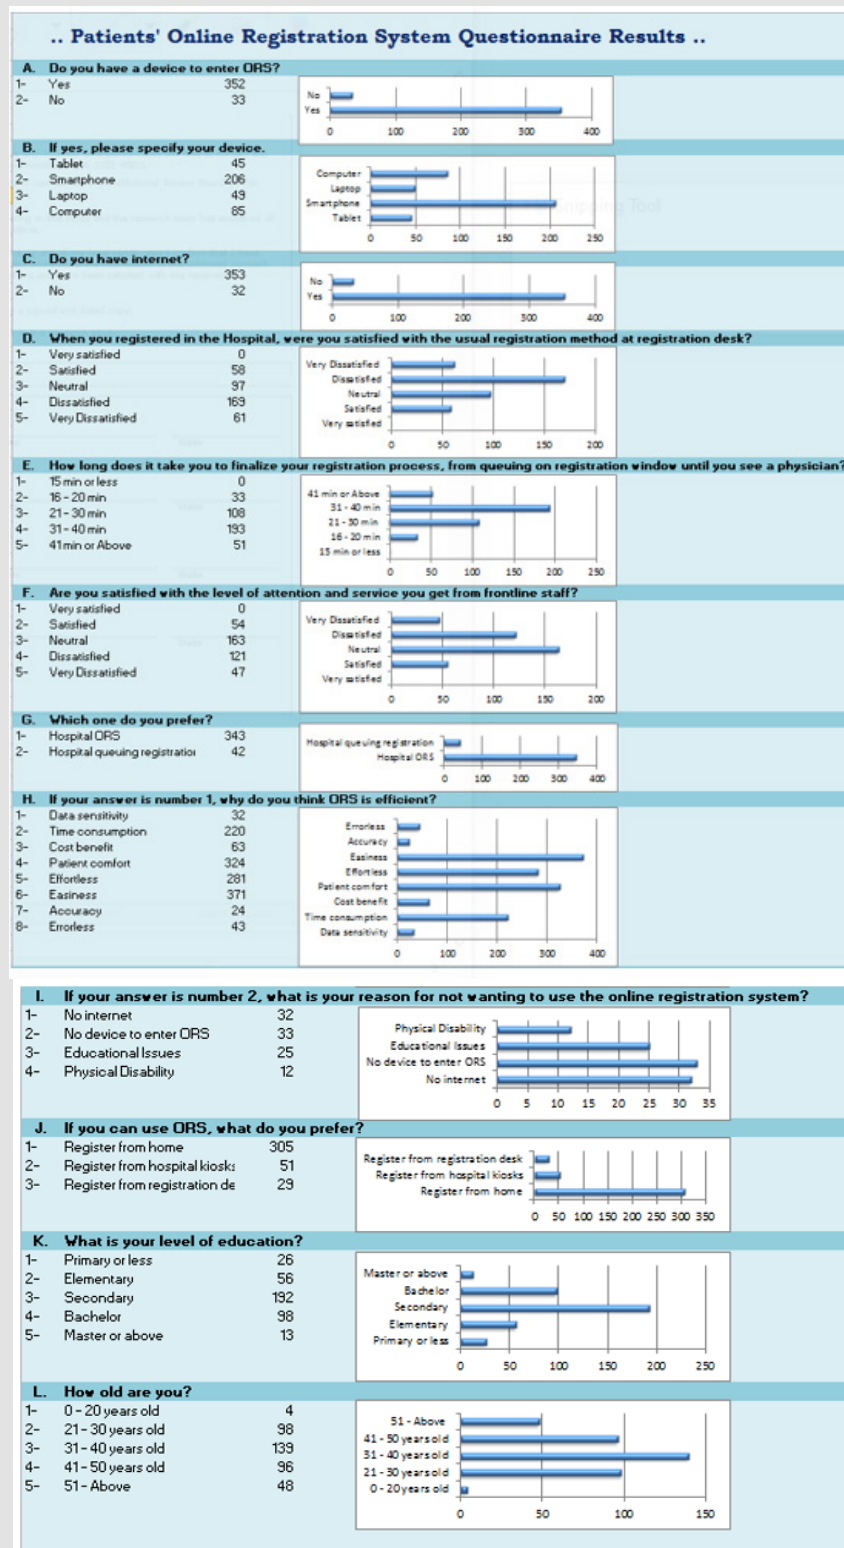 .. Patients' Online Registration System Questionnaire Results ..
A. Do you have a device to enter ORS?
1- Yes 352
2- No 33
No
Yes
0 100 200 300 400
B. If yes, please specify your device.
1- Tablet 45
2- Smartphone 206
3- Laptop 49
4- Computer 85
Computer
Laptop
Smartphone
Tablet
0 50 100 150 200 250
Snipping Tool
C. Do you have internet?
1- Yes 353
2- No 32
No
Yes
0 100 200 300 400
D. When you registered in the Hospital, were you satisfied with the usual registration method at registration desk?
1- Very satisfied 0
2- Satisfied 58
3- Neutral 97
4- Dissatisfied 169
5- Very Dissatisfied 61
Very Dissatisfied
Dissatisfied
Neutral
Satisfied
Very satisfied
0 50 100 150 200
E. How long does it take you to finalize your registration process, from queuing on registration window until you see a physician?
1- 15 min or less 0
2- 16 - 20 min 33
3- 21 - 30 min 108
4- 31 - 40 min 193
5- 41 min or Above 51
41 min or Above
31 - 40 min
21 - 30 min
16 - 20 min
15 min or less
0 50 100 150 200 250
F. Are you satisfied with the level of attention and service you get from frontline staff?
1- Very satisfied 0
2- Satisfied 54
3- Neutral 163
4- Dissatisfied 121
5- Very Dissatisfied 47
Very Dissatisfied
Dissatisfied
Neutral
Satisfied
Very satisfied
0 50 100 150 200
G. Which one do you prefer?
1- Hospital ORS 343
2- Hospital queuing registration 42
Hospital queuing registration
Hospital ORS
0 100 200 300 400
H. If your answer is number 1, why do you think ORS is efficient?
1- Data sensitivity 32
2- Time consumption 220
3- Cost benefit 63
4- Patient comfort 324
5- Effortless 281
6- Easiness 371
7- Accuracy 24
8- Errorless 43
Errorless
Accuracy
Easiness
Effortless
Patient comfort
Cost benefit
Time consumption
Data sensitivity
0 100 200 300 400
I. If your answer is number 2, what is your reason for not wanting to use the online registration system?
1- No internet 32
2- No device to enter ORS 33
3- Educational Issues 25
4- Physical Disability 12
Physical Disability
Educational Issues
No device to enter ORS
No internet
0 5 10 15 20 25 30 35
J. If you can use ORS, what do you prefer?
1- Register from home 305
2- Register from hospital kiosks 51
3- Register from registration de 29
Register from registration desk
Register from hospital kiosks
Register from home
0 50 100 150 200 250 300 350
K. What is your level of education?
1- Primary or less 26
2- Elementary 56
3- Secondary 192
4- Bachelor 98
5- Master or above 13
Master or above
Bachelor
Secondary
Elementary
Primary or less
0 50 100 150 200 250
L. How old are you?
1- 0 - 20 years old 4
2- 21 - 30 years old 98
3- 31 - 40 years old 139
4- 41 - 50 years old 96
5- 51 - Above 48
51 - Above
41 - 50 years old
31 - 40 years old
21 - 30 years old
0 - 20 years old
0 50 100 150